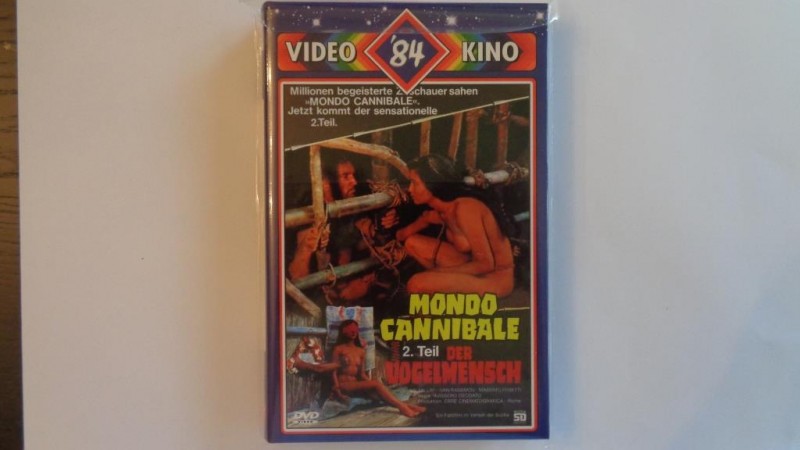 VIDEO '84 KINO
Millionen begeisterte Zuschauer sahen
»MONDO CANNIBALE«.
Jetzt kommt der sensationelle
2.Teil.
MONDO
CANNIBALE
2. Teil DER
VOGELMENSCH
DVD
SD